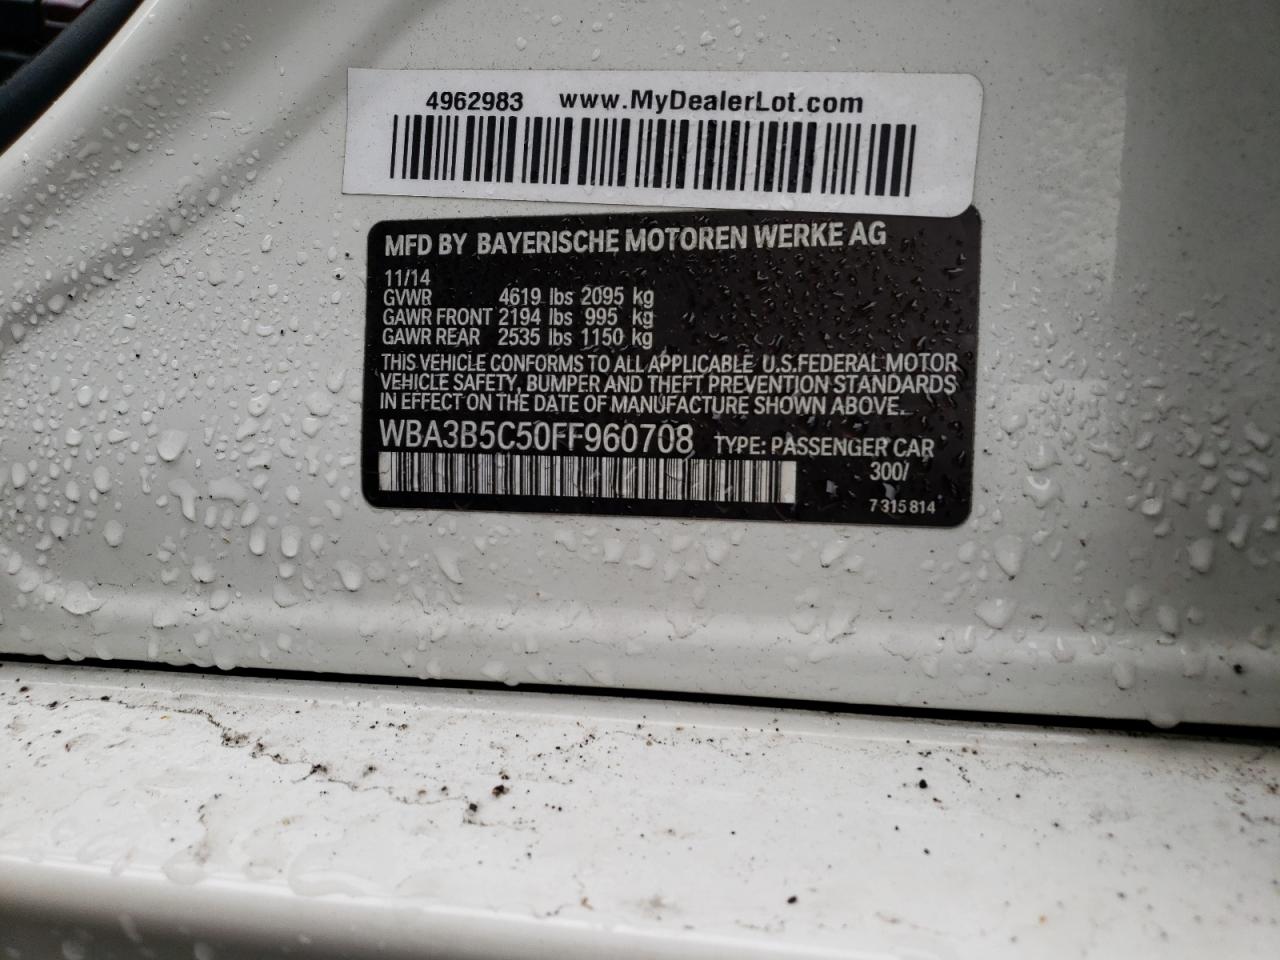 4962983 www.MyDealerLot.com
MFD BY BAYERISCHE MOTOREN WERKE AG
11/14
GVWR 4619 lbs 2095 kg
GAWR FRONT 2194 lbs 995 kg
GAWR REAR 2535 lbs 1150 kg
THIS VEHICLE CONFORMS TO ALL APPLICABLE U.S.FEDERAL MOTOR
VEHICLE SAFETY, BUMPER AND THEFT PREVENTION STANDARDS
IN EFFECT ON THE DATE OF MANUFACTURE SHOWN ABOVE.
WBA3B5C50FF960708 TYPE: PASSENGER CAR
300/
7 315 814